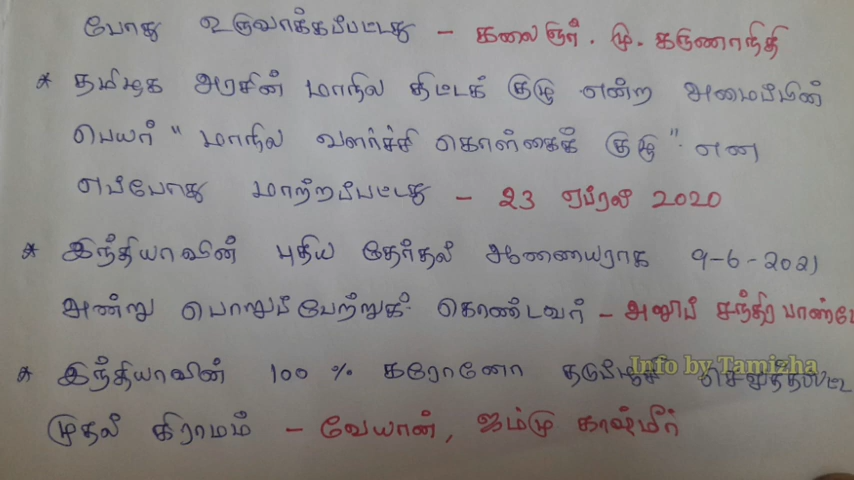 போது உருவாக்கப்பட்டது - கலைஞர். மு. கருணாநிதி
* தமிழக அரசின் மாநில திட்டக் குழு என்ற அமைப்பின்
பெயர் "மாநில வளர்ச்சி கொள்கைக் குழு" என
எப்போது மாற்றப்பட்டது - 23 ஏப்ரல் 2020
* இந்தியாவின் புதிய தேர்தல் ஆணையராக 9-6-2021
அன்று பொறுப்பேற்றுக் கொண்டவர் - அனூப் சந்திர பாண்டே
* இந்தியாவின் 100 % கரோனோ தடுப்பூசி செலுத்தப்பட்ட
முதல் கிராமம் - வேயான், ஜம்மு காஷ்மீர்
Info by Tamizha